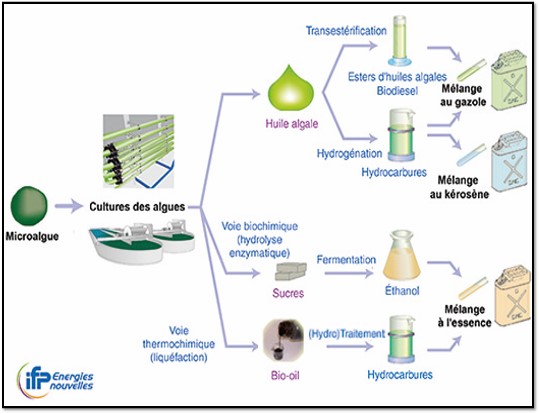 Transestérification
Esters d'huiles algales
Biodiesel
Mélange
au gazole
Huile algale
Hydrogénation
Hydrocarbures
Mélange
au kérosène
Microalgue
Cultures des algues
Voie biochimique
(hydrolyse
enzymatique)
Fermentation
Sucres
Éthanol
Mélange
à l'essence
Voie
thermochimique
(liquéfaction)
(Hydro)Traitement
Bio-oil
Hydrocarbures
ifp Energies
nouvelles